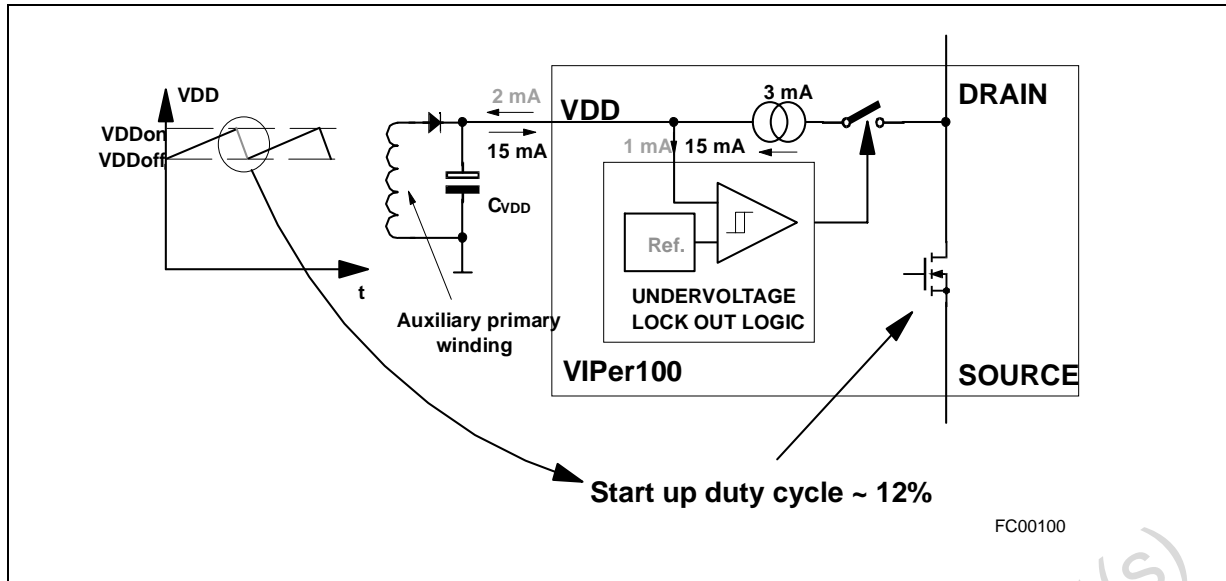 VDD
VDDon
VDDoff
t
2 mA
15 mA
CVDD
Auxiliary primary
winding
VDD
3 mA
DRAIN
1 mA
15 mA
Ref.
UNDERVOLTAGE
LOCK OUT LOGIC
VIPer100
SOURCE
Start up duty cycle ~ 12%
FC00100
(s)